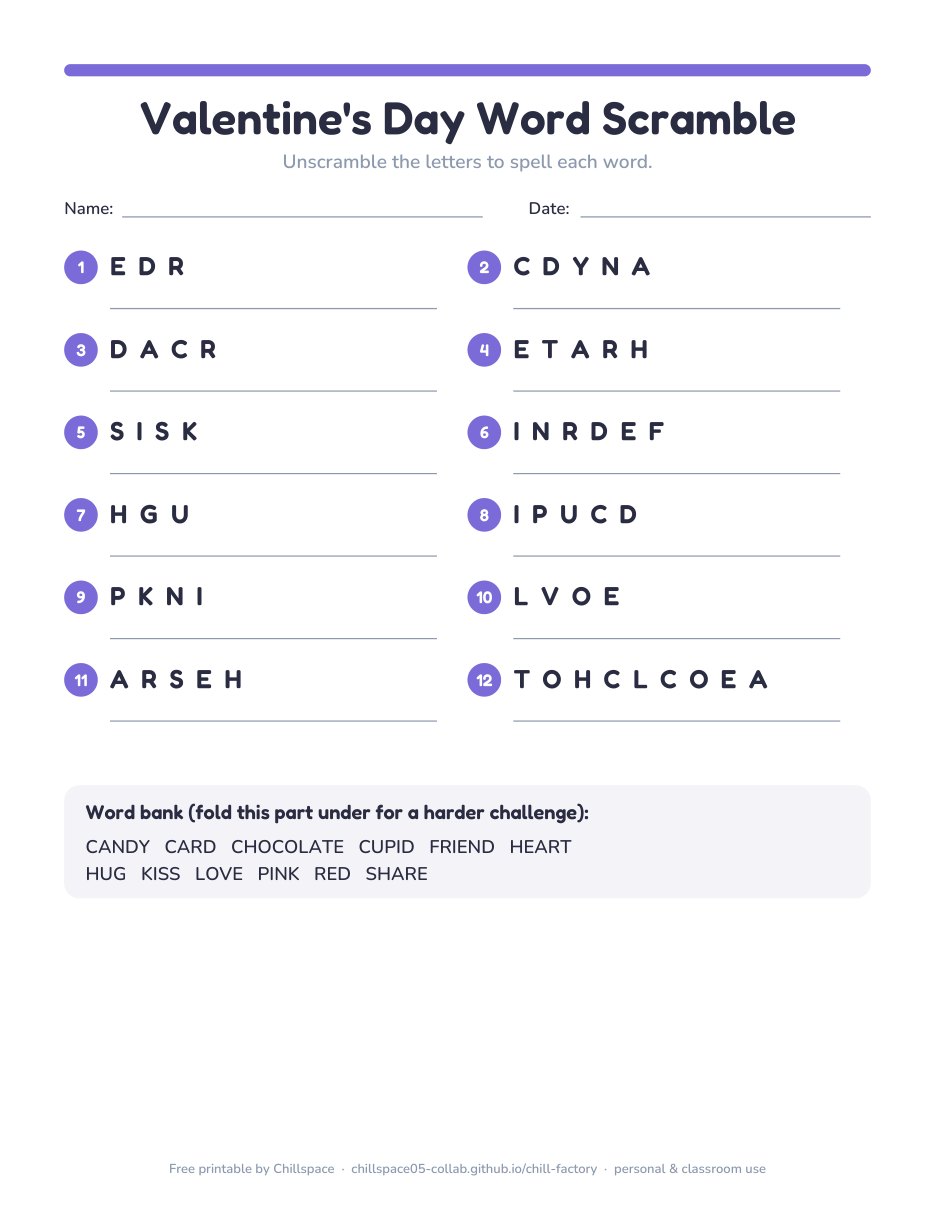 Valentine's Day Word Scramble
Unscramble the letters to spell each word.
Name: Date:
1 E D R
2 C D Y N A
3 D A C R
4 E T A R H
5 S I S K
6 I N R D E F
7 H G U
8 I P U C D
9 P K N I
10 L V O E
11 A R S E H
12 T O H C L C O E A
Word bank (fold this part under for a harder challenge):
CANDY CARD CHOCOLATE CUPID FRIEND HEART
HUG KISS LOVE PINK RED SHARE
Free printable by Chillspace · chillspace05-collab.github.io/chill-factory · personal & classroom use